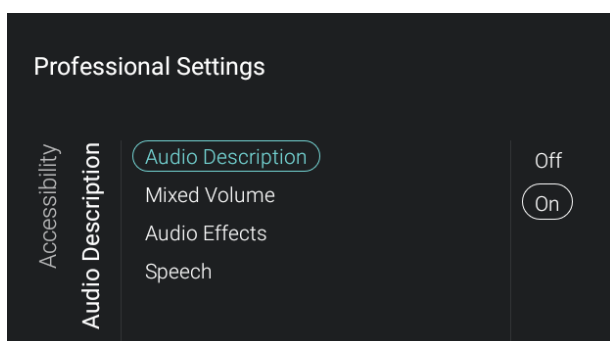 Professional Settings
Accessibility
Audio Description
Audio Description
Mixed Volume
Audio Effects
Speech
Off
On